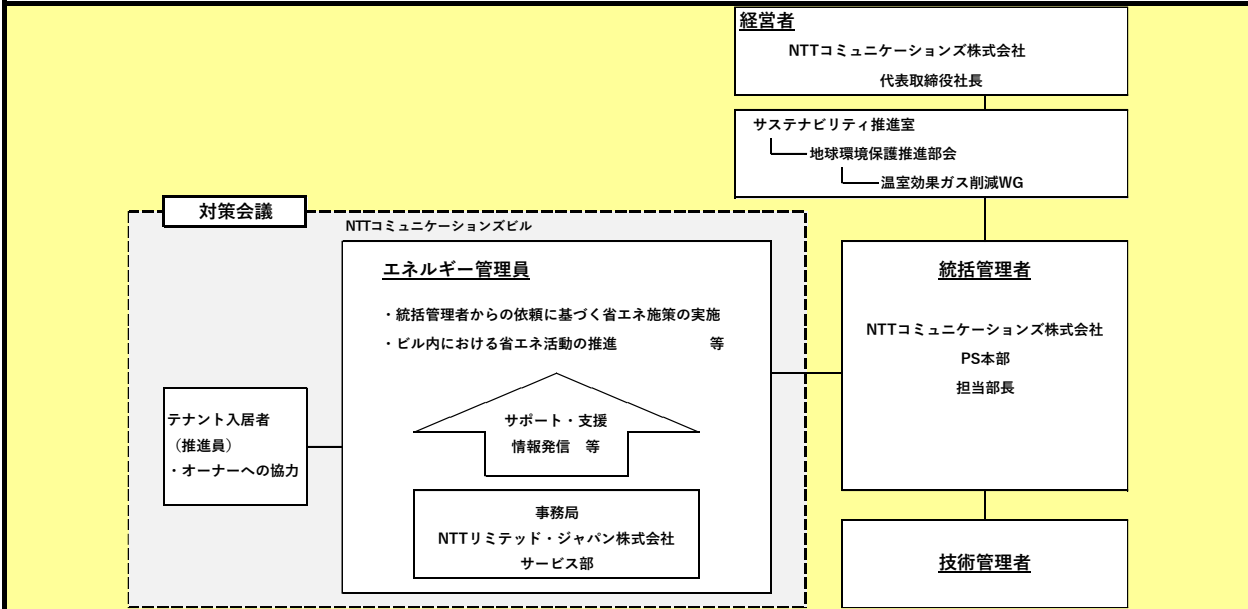 経営者
NTTコミュニケーションズ株式会社
代表取締役社長
サステナビリティ推進室
地球環境保護推進部会
温室効果ガス削減WG
対策会議
NTTコミュニケーションズビル
エネルギー管理員
・統括管理者からの依頼に基づく省エネ施策の実施
・ビル内における省エネ活動の推進　　　　　　等
サポート・支援
情報発信　等
事務局
NTTリミテッド・ジャパン株式会社
サービス部
テナント入居者
（推進員）
・オーナーへの協力
統括管理者
NTTコミュニケーションズ株式会社
PS本部
担当部長
技術管理者